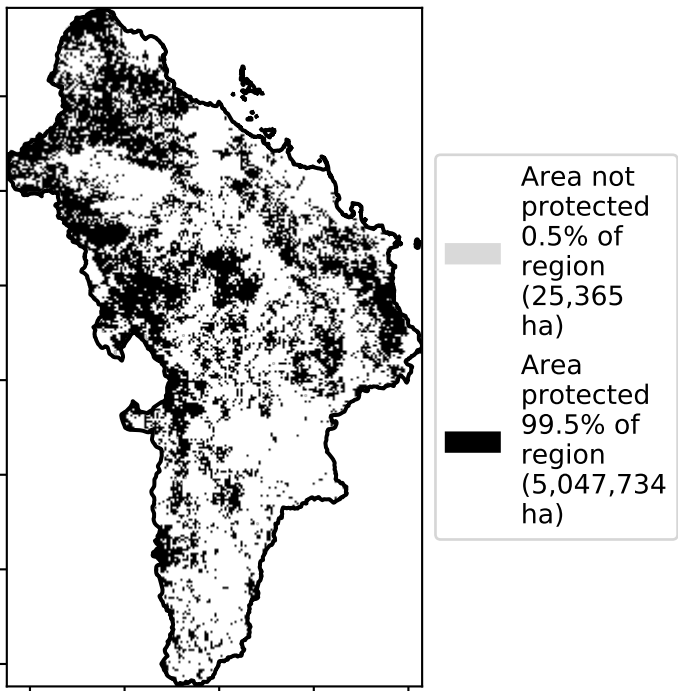 Area not
protected
0.5% of
region
(25,365
ha)
Area
protected
99.5% of
region
(5,047,734
ha)